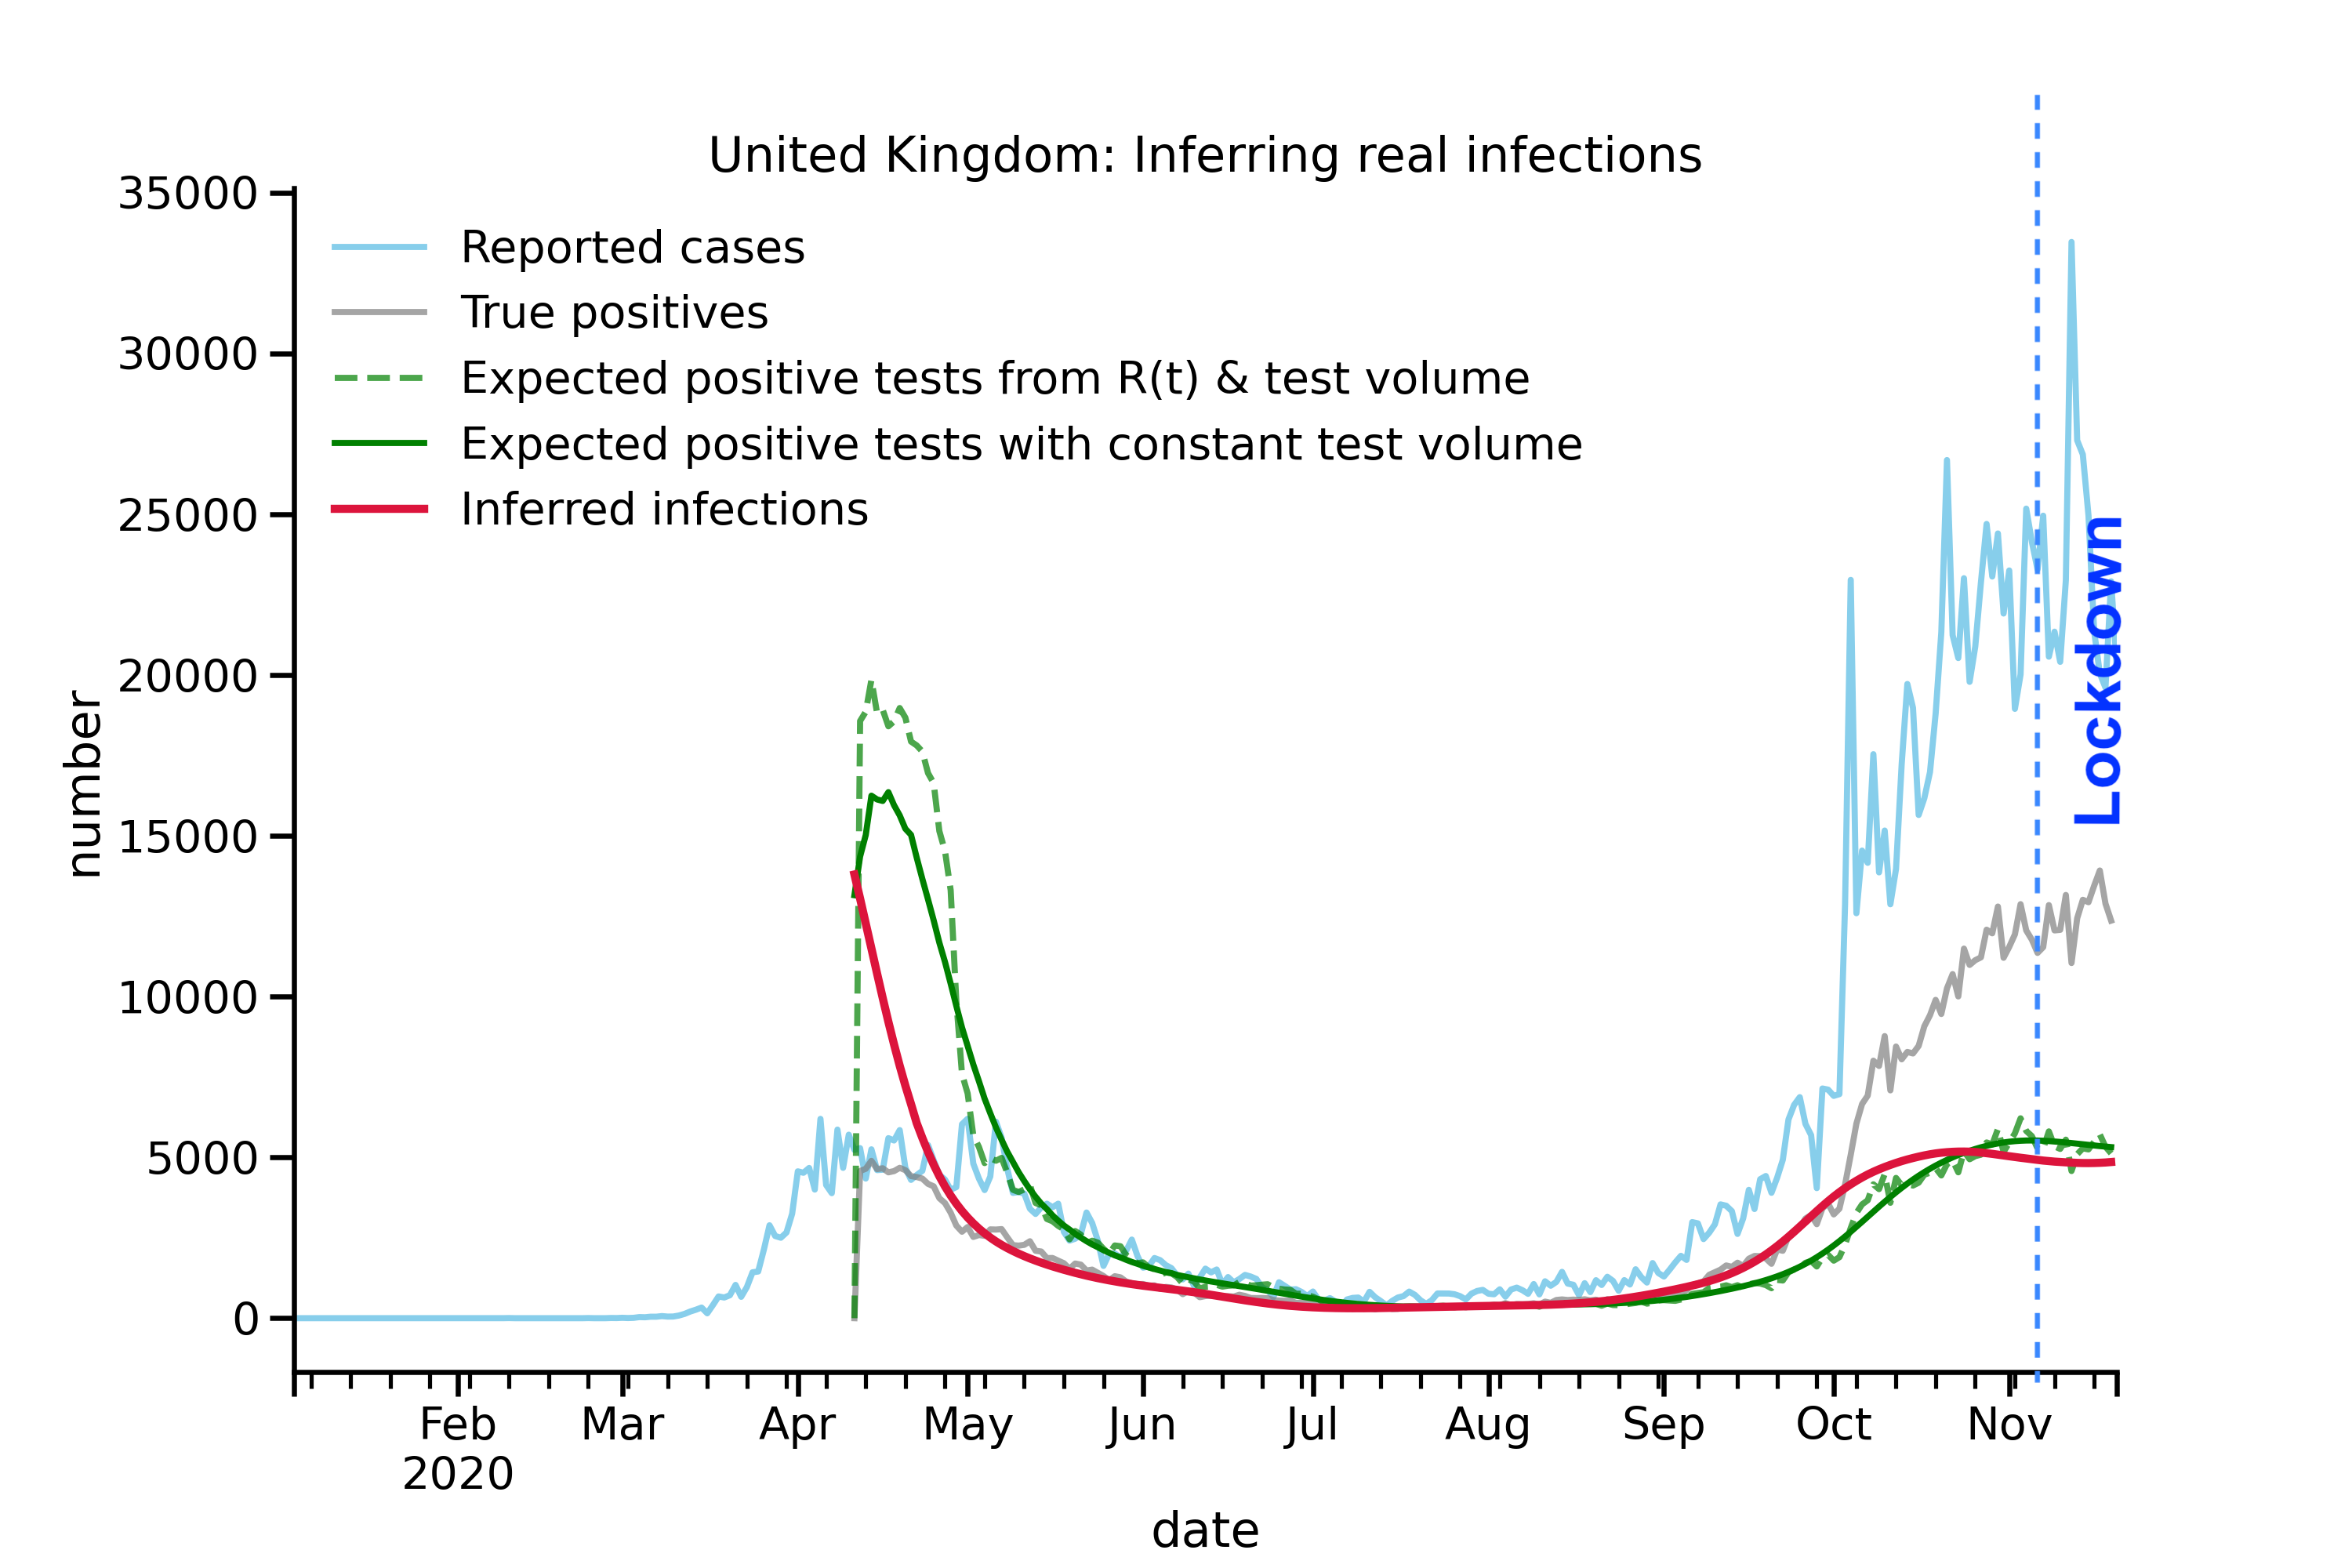 United Kingdom: Inferring real infections
35000
30000
25000
20000
15000
10000
5000
0
number
Reported cases
True positives
Expected positive tests from R(t) & test volume
Expected positive tests with constant test volume
Inferred infections
Lockdown
Feb Mar Apr May Jun Jul Aug Sep Oct Nov
2020
date